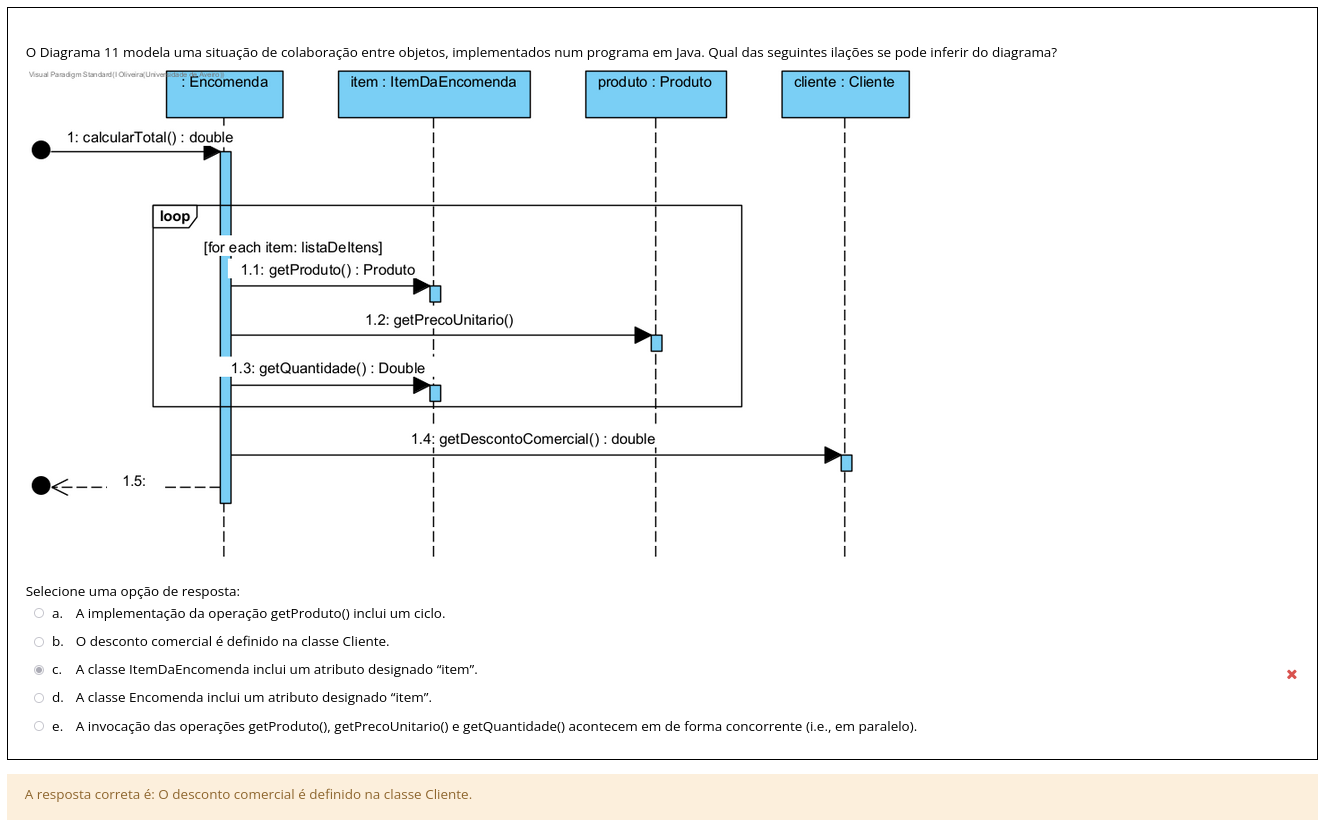 O Diagrama 11 modela uma situação de colaboração entre objetos, implementados num programa em Java. Qual das seguintes ilações se pode inferir do diagrama?
Visual Paradigm Standard(I Oliveira(Universidade de Aveiro))
: Encomenda
item : ItemDaEncomenda
produto : Produto
cliente : Cliente
1: calcularTotal() : double
loop
[for each item: listaDeItens]
1.1: getProduto() : Produto
1.2: getPrecoUnitario()
1.3: getQuantidade() : Double
1.4: getDescontoComercial() : double
1.5:
Selecione uma opção de resposta:
a. A implementação da operação getProduto() inclui um ciclo.
b. O desconto comercial é definido na classe Cliente.
c. A classe ItemDaEncomenda inclui um atributo designado “item”.
d. A classe Encomenda inclui um atributo designado “item”.
e. A invocação das operações getProduto(), getPrecoUnitario() e getQuantidade() acontecem em de forma concorrente (i.e., em paralelo).
A resposta correta é: O desconto comercial é definido na classe Cliente.